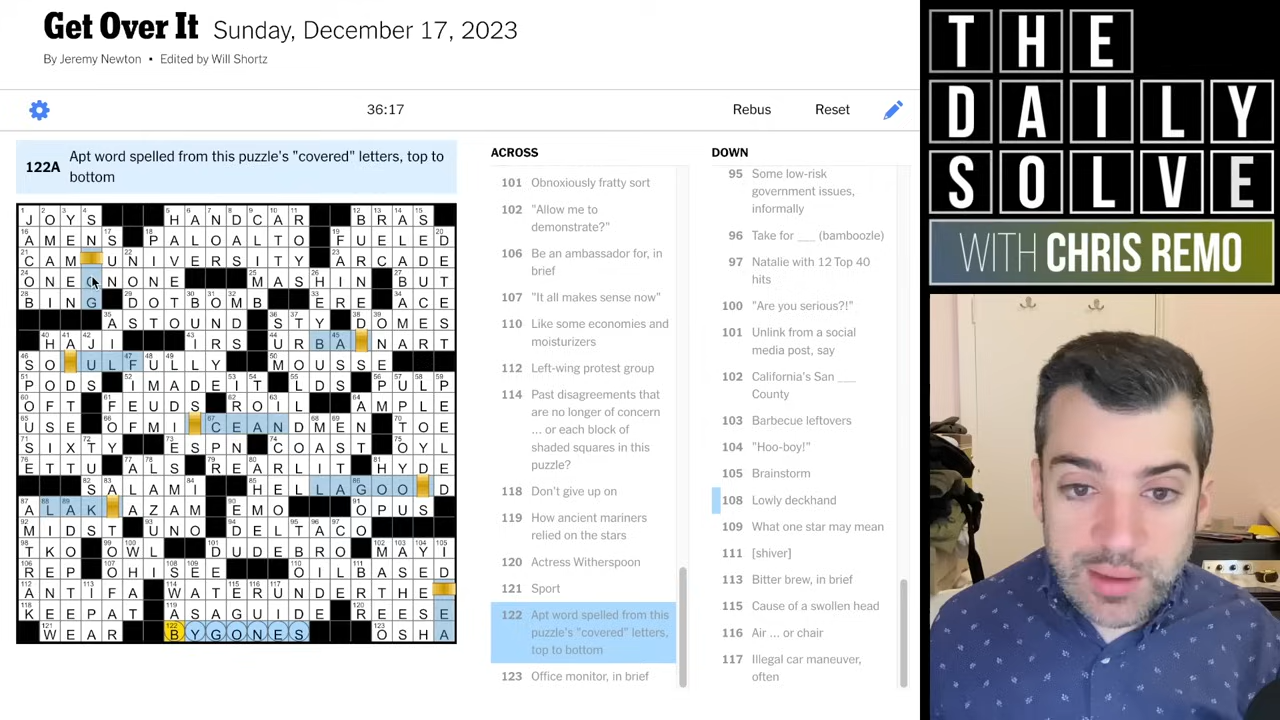 Get Over It Sunday, December 17, 2023
By Jeremy Newton • Edited by Will Shortz
36:17
Rebus
Reset
122A Apt word spelled from this puzzle's "covered" letters, top to
bottom
J O Y S H A N D C A R B R A S
A M E N S P A L O A L T O F U E L E D
C A M U N I V E R S I T Y A R C A D E
O N E O N O N E M A S H I N B U T
B I N G D O T B O M B E R E A C E
A S T O U N D S T Y D O M E S
H A J I I R S U R B A N A R T
S O U L F U L L Y M O U S S E
P O D S I M A D E I T L D S P U L P
O F T F E U D S R O I L A M P L E
U S E O F M I C E A N D M E N T O E
S I X T Y E S P N C O A S T O Y L
E T T U A L S R E A R L I T H Y D E
S A L A M I H E L L A G O O D
A L A K A Z A M E M O O P U S
M I D S T U N O D E L T A C O
T K O O W L D U D E B R O M A Y I
R E P O H I S E E O I L B A S E D
A N T I F A W A T E R U N D E R T H E
K E E P A T A S A G U I D E R E E S E
W E A R B Y G O N E S O S H A
ACROSS
101 Obnoxiously fratty sort
102 "Allow me to
demonstrate?"
106 Be an ambassador for, in
brief
107 "It all makes sense now"
110 Like some economies and
moisturizers
112 Left-wing protest group
114 Past disagreements that
are no longer of concern
... or each block of
shaded squares in this
puzzle?
118 Don't give up on
119 How ancient mariners
relied on the stars
120 Actress Witherspoon
121 Sport
122 Apt word spelled from this
puzzle's "covered" letters,
top to bottom
123 Office monitor, in brief
DOWN
95 Some low-risk
government issues,
informally
96 Take for ___ (bamboozle)
97 Natalie with 12 Top 40
hits
100 "Are you serious?!"
101 Unlink from a social
media post, say
102 California's San ___
County
103 Barbecue leftovers
104 "Hoo-boy!"
105 Brainstorm
108 Lowly deckhand
109 What one star may mean
111 [shiver]
113 Bitter brew, in brief
115 Cause of a swollen head
116 Air ... or chair
117 Illegal car maneuver,
often
THE
DAILY
SOLVE
WITH CHRIS REMO